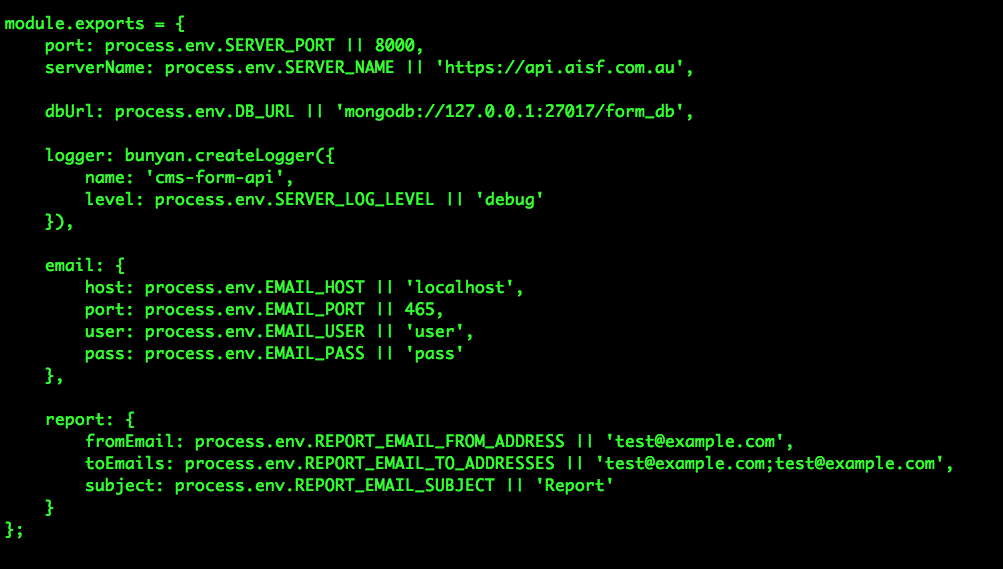 module.exports = {
    port: process.env.SERVER_PORT || 8000,
    serverName: process.env.SERVER_NAME || 'https://api.aisf.com.au',

    dbUrl: process.env.DB_URL || 'mongodb://127.0.0.1:27017/form_db',

    logger: bunyan.createLogger({
        name: 'cms-form-api',
        level: process.env.SERVER_LOG_LEVEL || 'debug'
    }),

    email: {
        host: process.env.EMAIL_HOST || 'localhost',
        port: process.env.EMAIL_PORT || 465,
        user: process.env.EMAIL_USER || 'user',
        pass: process.env.EMAIL_PASS || 'pass'
    },

    report: {
        fromEmail: process.env.REPORT_EMAIL_FROM_ADDRESS || 'test@example.com',
        toEmails: process.env.REPORT_EMAIL_TO_ADDRESSES || 'test@example.com;test@example.com',
        subject: process.env.REPORT_EMAIL_SUBJECT || 'Report'
    }
};